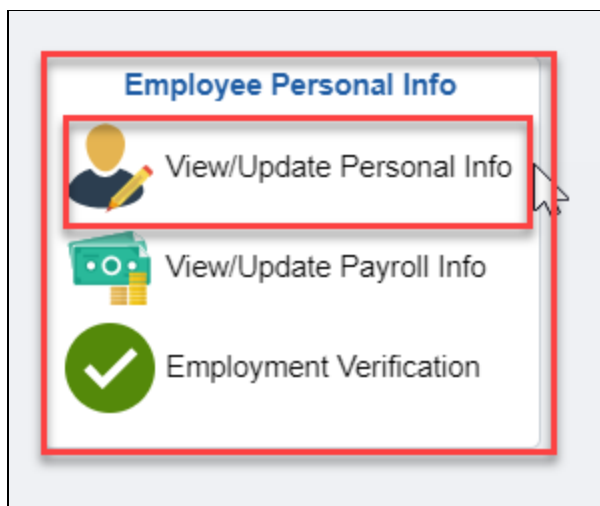 Employee Personal Info
View/Update Personal Info
View/Update Payroll Info
Employment Verification